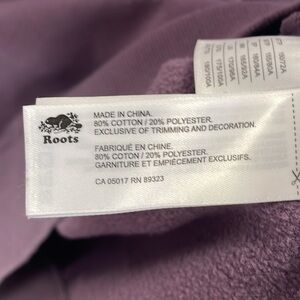 Roots
MADE IN CHINA.
80% COTTON / 20% POLYESTER.
EXCLUSIVE OF TRIMMING AND DECORATION.
FABRIQUÉ EN CHINE.
80% COTON / 20% POLYESTER.
GARNITURE ET EMPIÈCEMENT EXCLUSIFS.
CA 05017 RN 89323